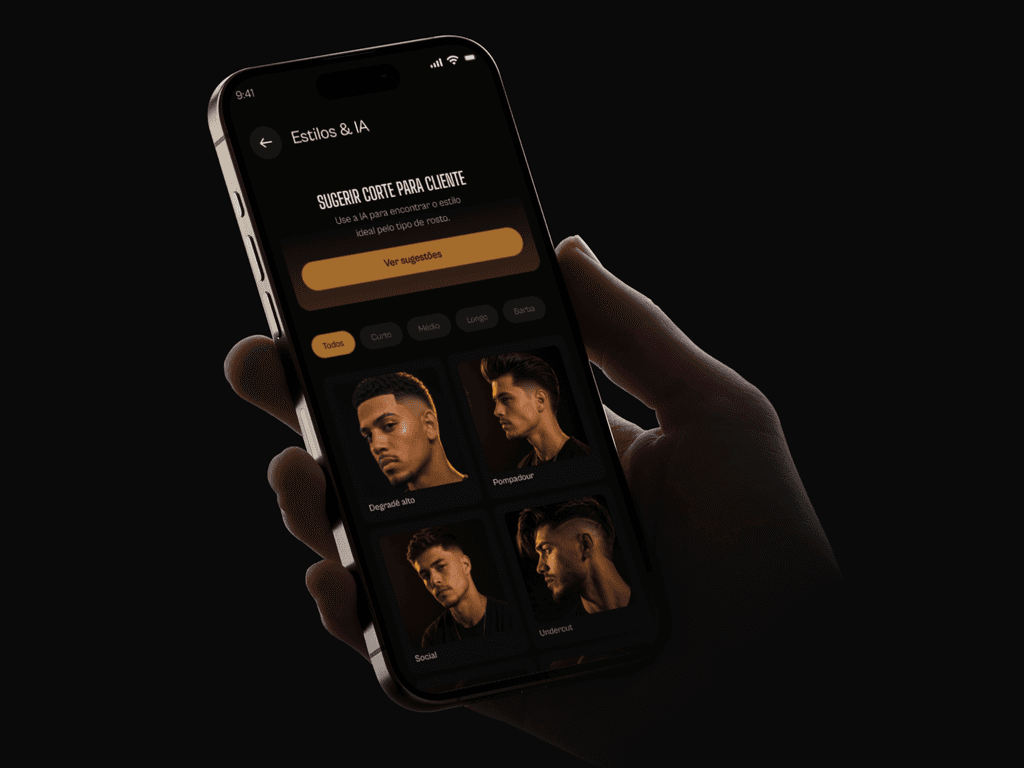 9:41
Estilos & IA
SUGERIR CORTE PARA CLIENTE
Use a IA para encontrar o estilo
ideal pelo tipo de rosto.
Ver sugestões
Todos
Curto
Médio
Longo
Barba
Degradê alto
Pompadour
Social
Undercut